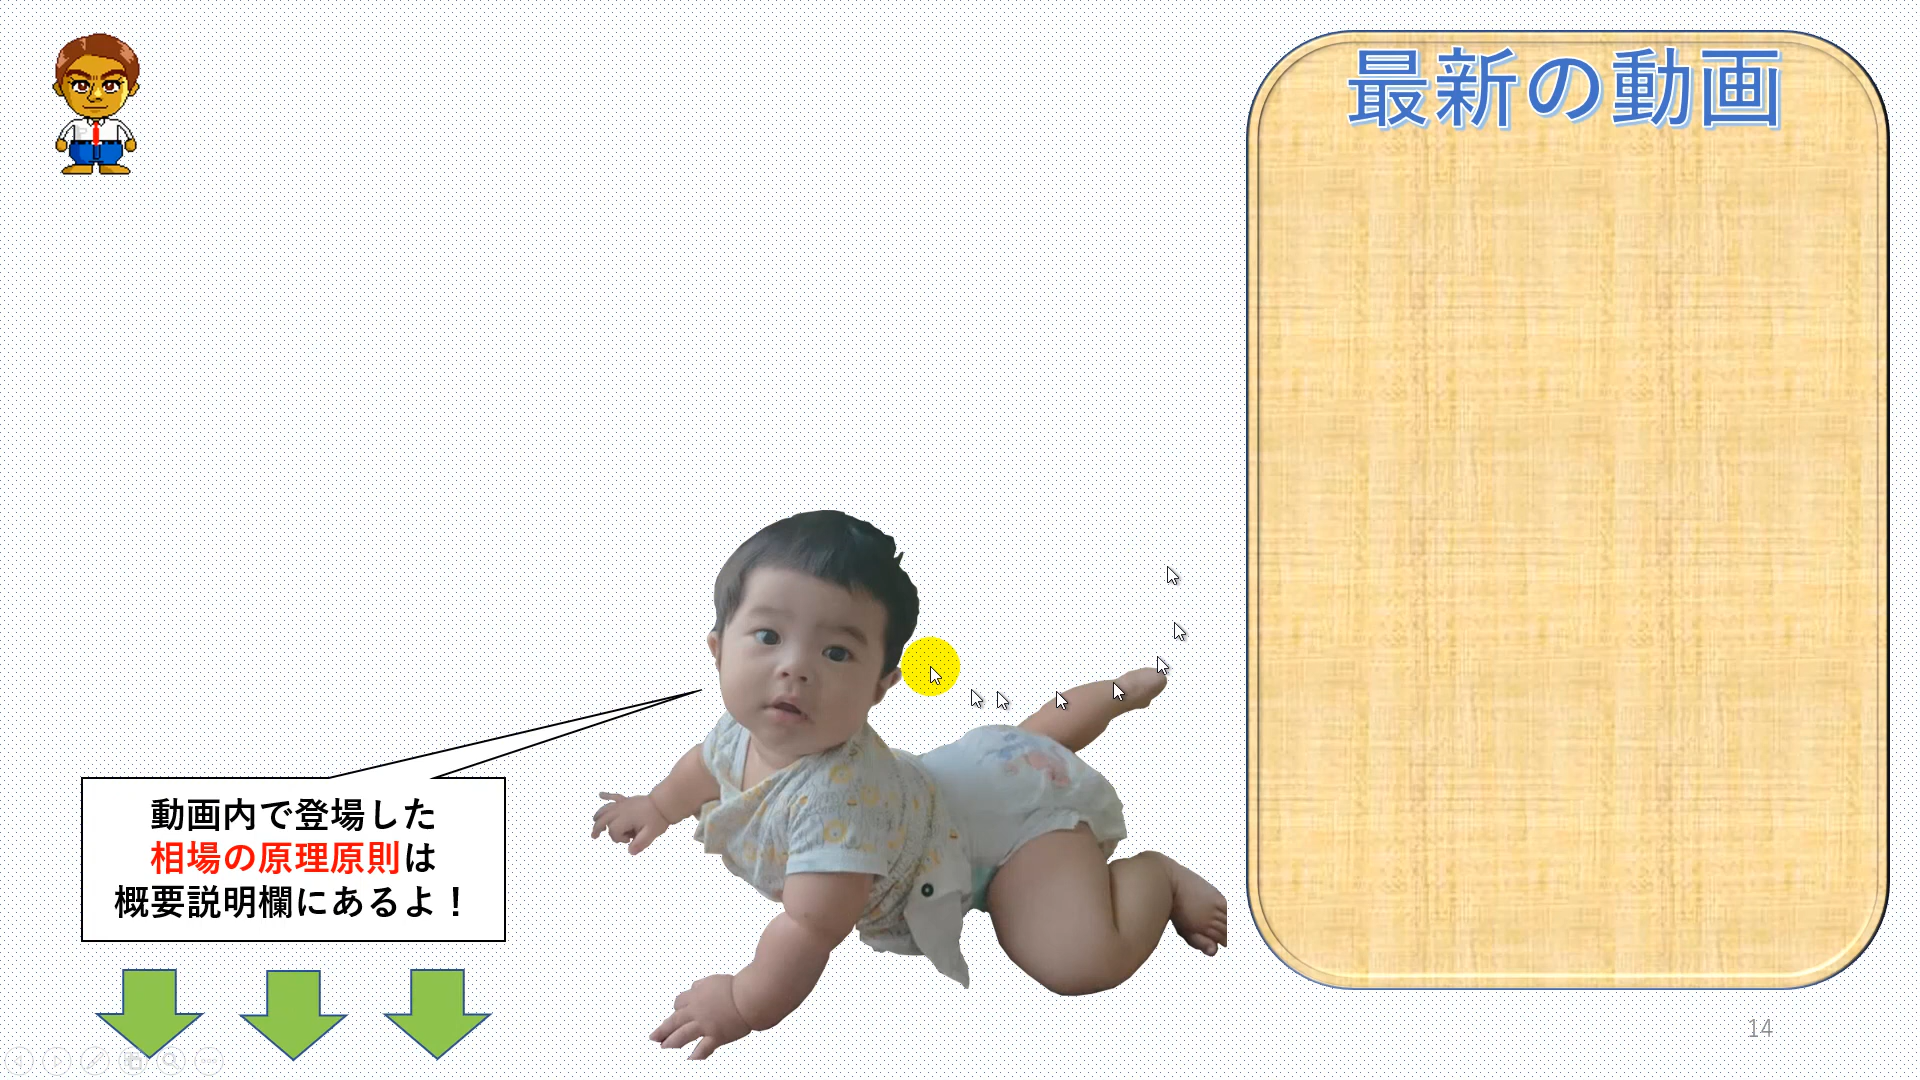 最新の動画
動画内で登場した
相場の原理原則は
概要説明欄にあるよ！
14